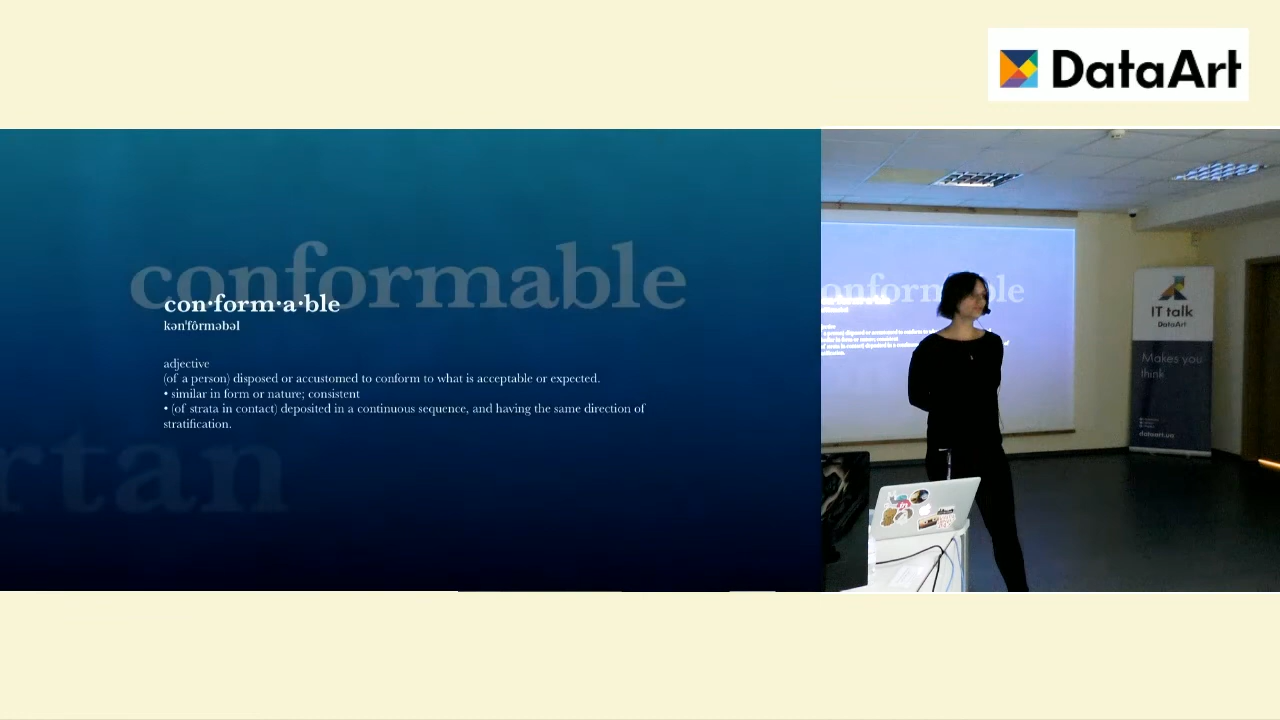 DataArt
conformable
con·form·a·ble
kən'fôrməbəl
adjective
(of a person) disposed or accustomed to conform to what is acceptable or expected.
• similar in form or nature; consistent
• (of strata in contact) deposited in a continuous sequence, and having the same direction of
stratification.
rtan
IT talk
DataArt
Makes you
think
dataart.ua